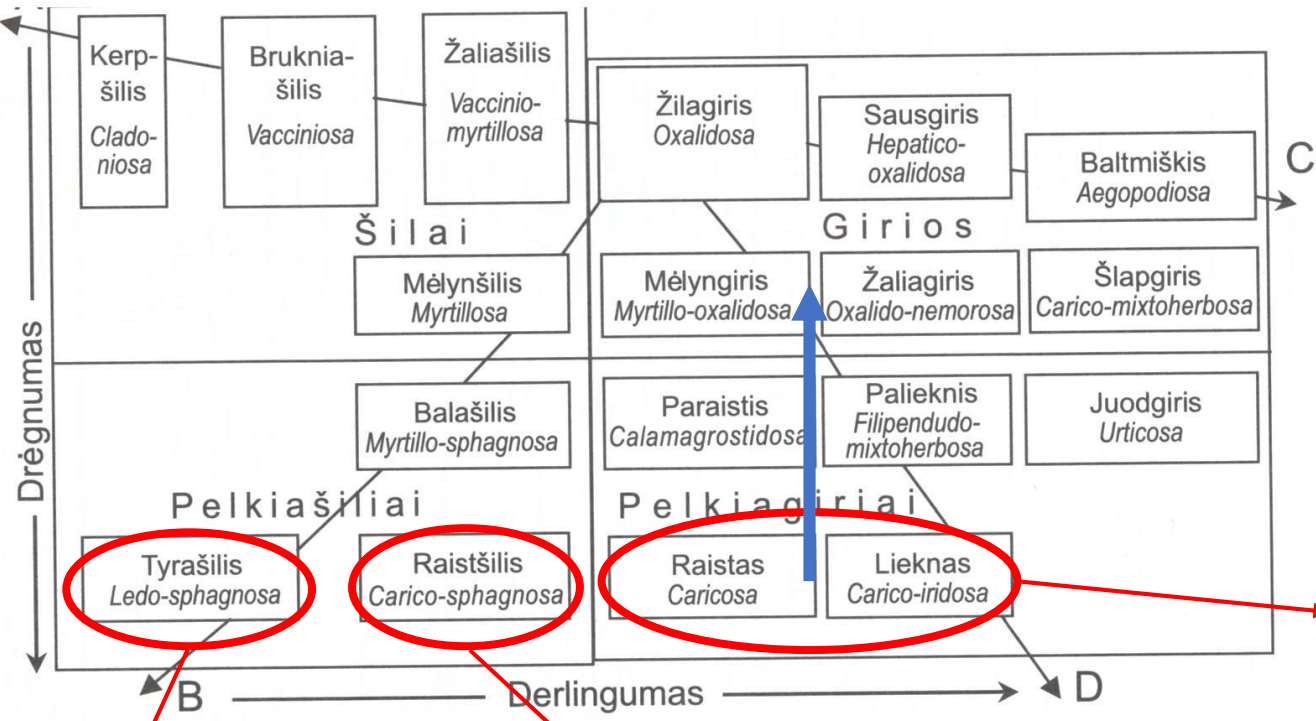 Kerp-
šilis
Clado-
niosa
Bruknia-
šilis
Vacciniosa
Žaliašilis
Vaccinio-
myrtillosa
Žilagiris
Oxalidosa
Sausgiris
Hepatico-
oxalidosa
Baltmiškis
Aegopodiosa
C
Šilai
Girios
Mėlynšilis
Myrtillosa
Mėlyngiris
Myrtillo-oxalidosa
Žaliagiris
Oxalido-nemorosa
Šlapgiris
Carico-mixtoherbosa
Drėgnumas
Balašilis
Myrtillo-sphagnosa
Paraistis
Calamagrostidosa
Palieknis
Filipendudo-
mixtoherbosa
Juodgiris
Urticosa
Pelkiašiliai
Pelkiagiriai
Tyrašilis
Ledo-sphagnosa
Raistšilis
Carico-sphagnosa
Raistas
Caricosa
Lieknas
Carico-iridosa
B
Derlingumas
D